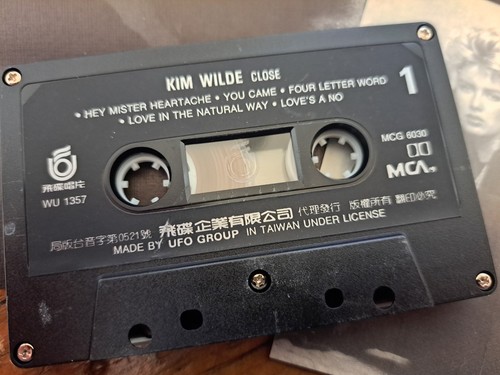 KIM WILDE CLOSE
• HEY MISTER HEARTACHE • YOU CAME • FOUR LETTER WORD
• LOVE IN THE NATURAL WAY • LOVE'S A NO
1
飛碟唱片
WU 1357
MCG 6030
MCA
局版台音字第0521號 飛碟企業有限公司 代理發行 版權所有 翻印必究
MADE BY UFO GROUP IN TAIWAN UNDER LICENSE